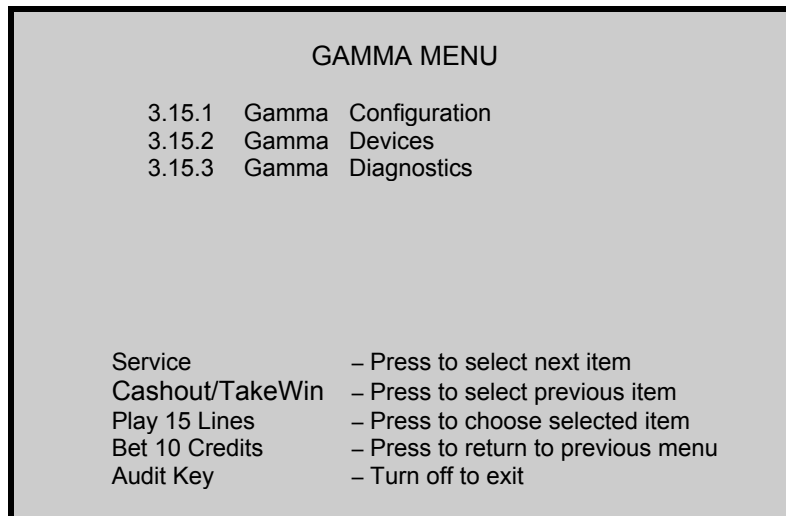 GAMMA MENU
3.15.1 Gamma Configuration
3.15.2 Gamma Devices
3.15.3 Gamma Diagnostics
Service – Press to select next item
Cashout/TakeWin – Press to select previous item
Play 15 Lines – Press to choose selected item
Bet 10 Credits – Press to return to previous menu
Audit Key – Turn off to exit